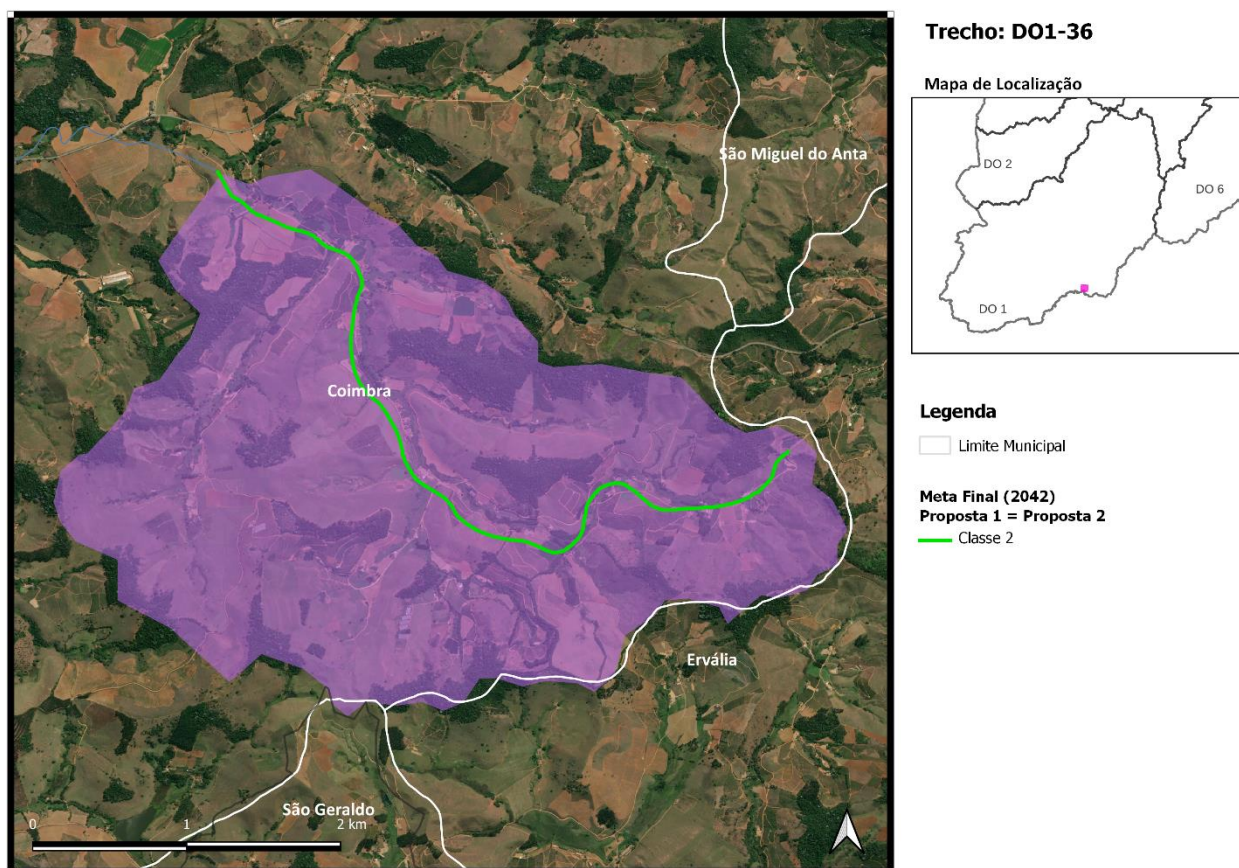 Trecho: DO1-36
Mapa de Localização
DO 2
DO 6
DO 1
Legenda
Limite Municipal
Meta Final (2042)
Proposta 1 = Proposta 2
Classe 2
São Miguel do Anta
Coimbra
Ervália
São Geraldo
0 1 2 km